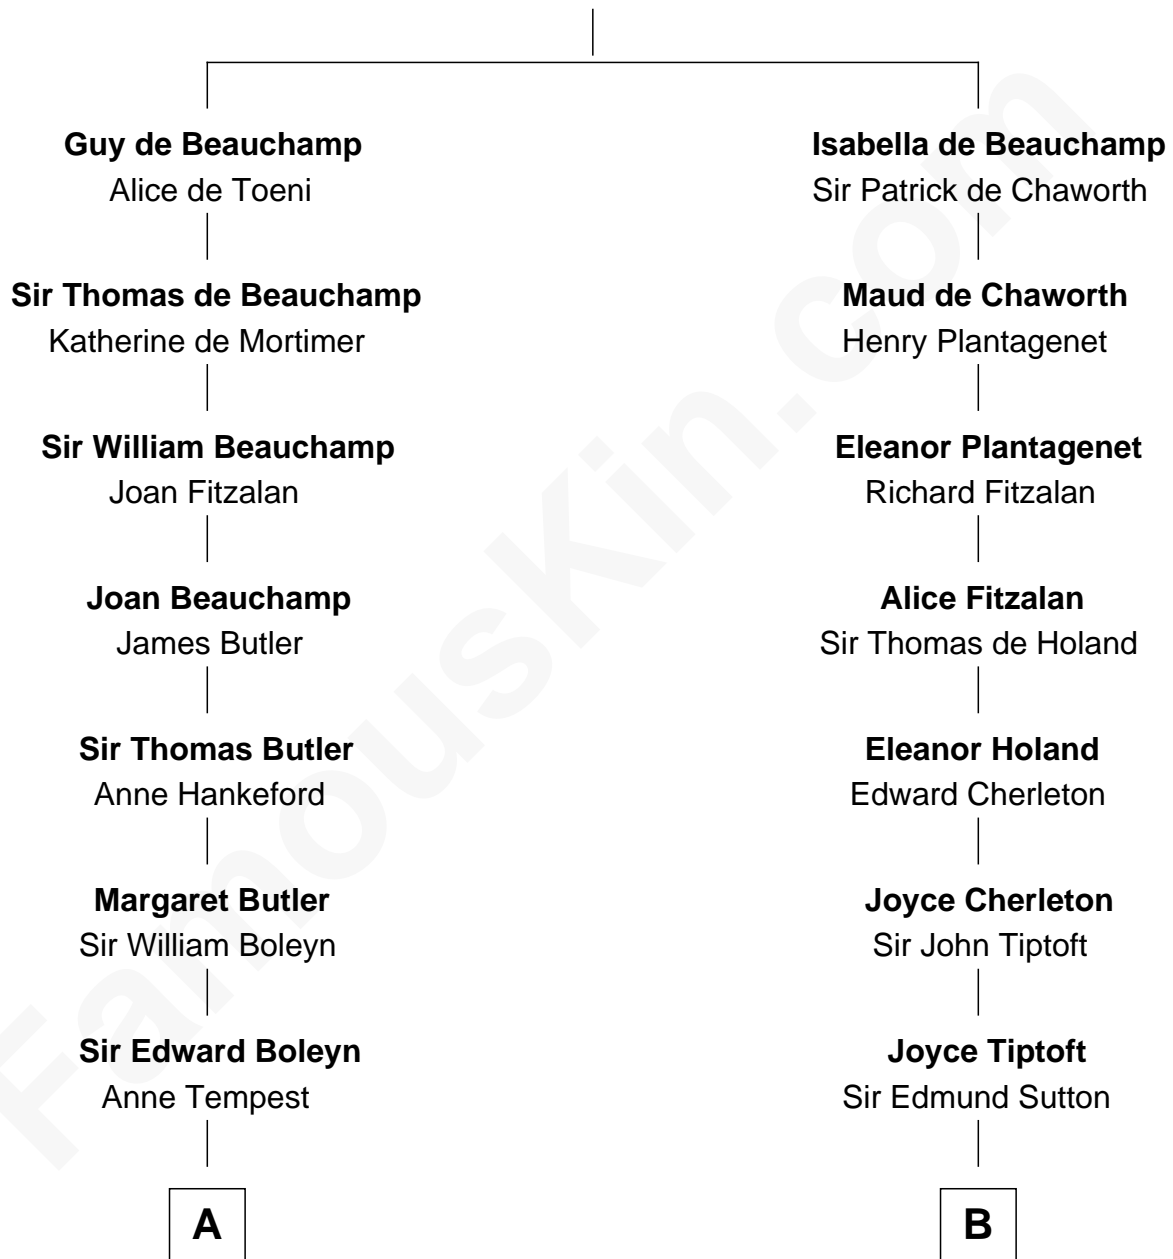 Guy de Beauchamp
Alice de Toeni
Sir Thomas de Beauchamp
Katherine de Mortimer
Sir William Beauchamp
Joan Fitzalan
Joan Beauchamp
James Butler
Sir Thomas Butler
Anne Hankeford
Margaret Butler
Sir William Boleyn
Sir Edward Boleyn
Anne Tempest
A
Isabella de Beauchamp
Sir Patrick de Chaworth
Maud de Chaworth
Henry Plantagenet
Eleanor Plantagenet
Richard Fitzalan
Alice Fitzalan
Sir Thomas de Holand
Eleanor Holand
Edward Cherleton
Joyce Cherleton
Sir John Tiptoft
Joyce Tiptoft
Sir Edmund Sutton
B
FamousKin.com